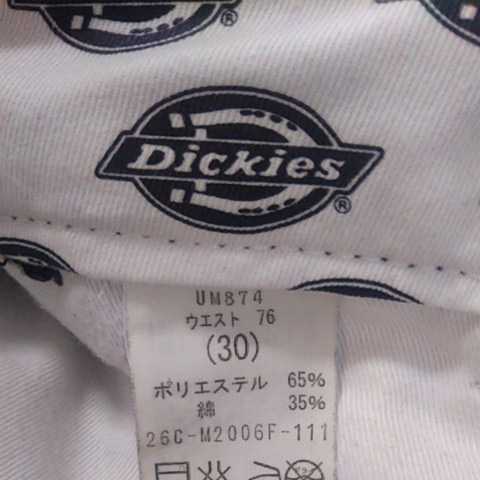 Dickies
®
®
UM874
ウエスト 76
(30)
ポリエステル 65%
綿 35%
26C-M2006F-111